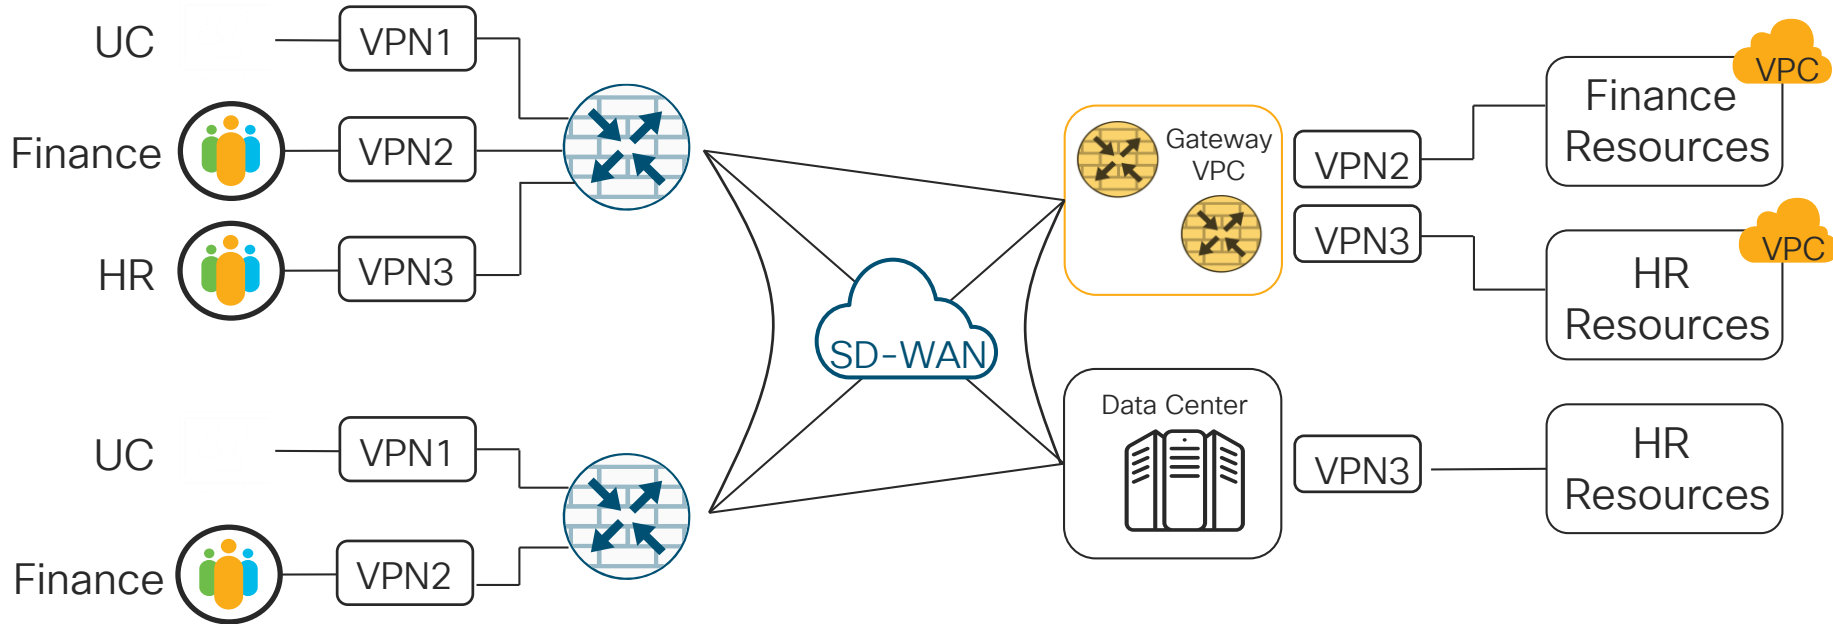 UC
VPN1
Finance
VPN2
HR
VPN3
UC
VPN1
Finance
VPN2
SD-WAN
Gateway
VPC
VPN2
VPN3
Finance
Resources
VPC
HR
Resources
VPC
Data Center
VPN3
HR
Resources